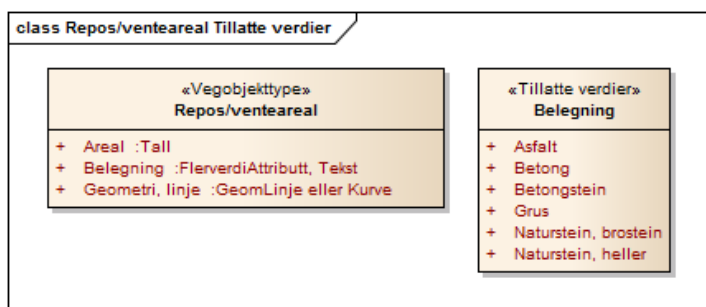 class Repos/venteareal Tillatte verdier
«Vegobjekttype»
Repos/venteareal
+ Areal :Tall
+ Belegning :FlerverdiAttributt, Tekst
+ Geometri, linje :GeomLinje eller Kurve
«Tillatte verdier»
Belegning
+ Asfalt
+ Betong
+ Betongstein
+ Grus
+ Naturstein, brostein
+ Naturstein, heller